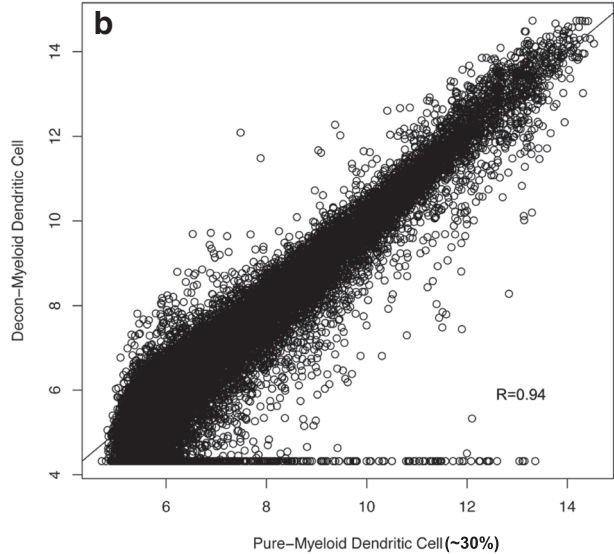 b
14
12
10
8
6
4
Decon−Myeloid Dendritic Cell
R=0.94
6 8 10 12 14
Pure−Myeloid Dendritic Cell(~30%)